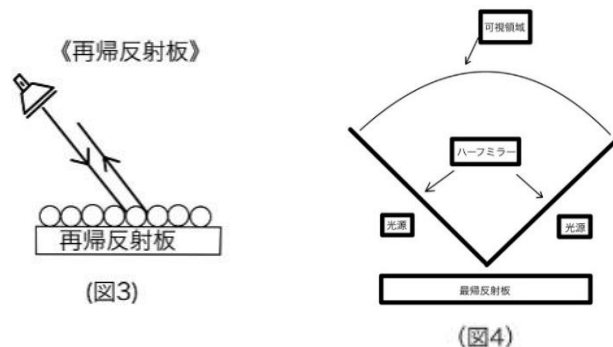 《再帰反射板》
再帰反射板
(図3)
可視領域
ハーフミラー
光源
光源
最帰反射板
(図4)